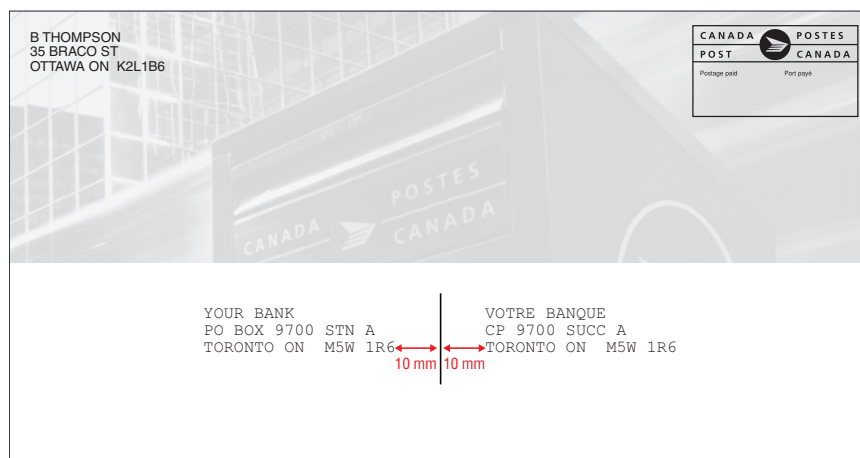 B THOMPSON
35 BRACO ST
OTTAWA ON K2L1B6
CANADA POSTES
POST CANADA
Postage paid Port payé
POSTES
CANADA CANADA
YOUR BANK
PO BOX 9700 STN A
TORONTO ON M5W 1R6
10 mm
VOTRE BANQUE
CP 9700 SUCC A
TORONTO ON M5W 1R6
10 mm